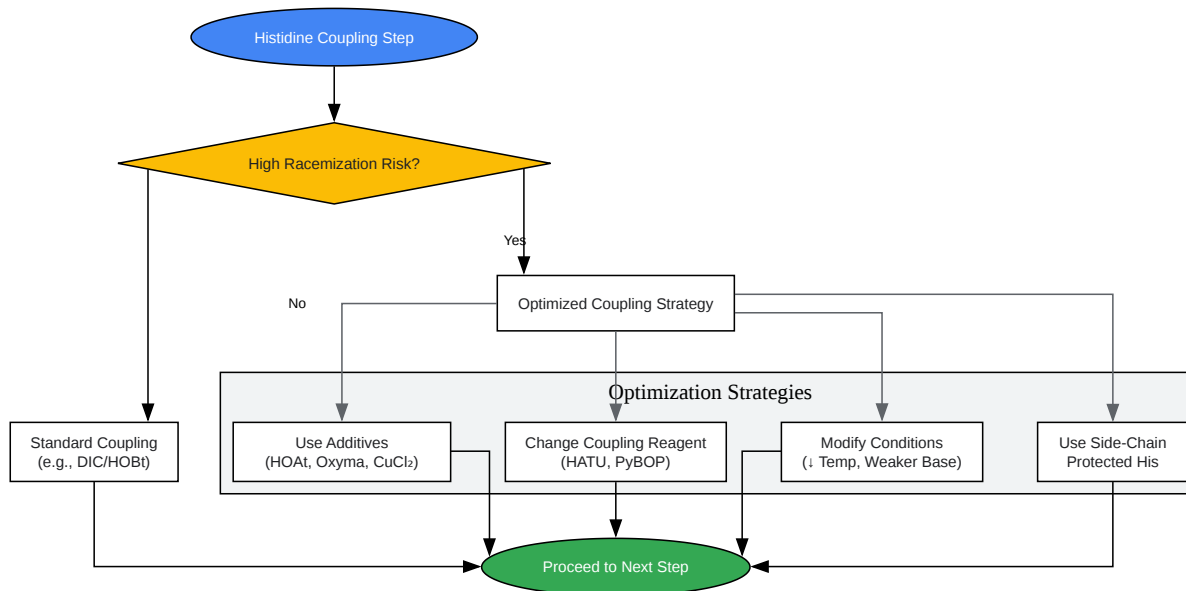 Histidine Coupling Step
High Racemization Risk?
Yes
Optimized Coupling Strategy
No
Optimization Strategies
Standard Coupling
(e.g., DIC/HOBt)
Use Additives
(HOAt, Oxyma, CuCl₂)
Change Coupling Reagent
(HATU, PyBOP)
Modify Conditions
(↓ Temp, Weaker Base)
Use Side-Chain
Protected His
Proceed to Next Step